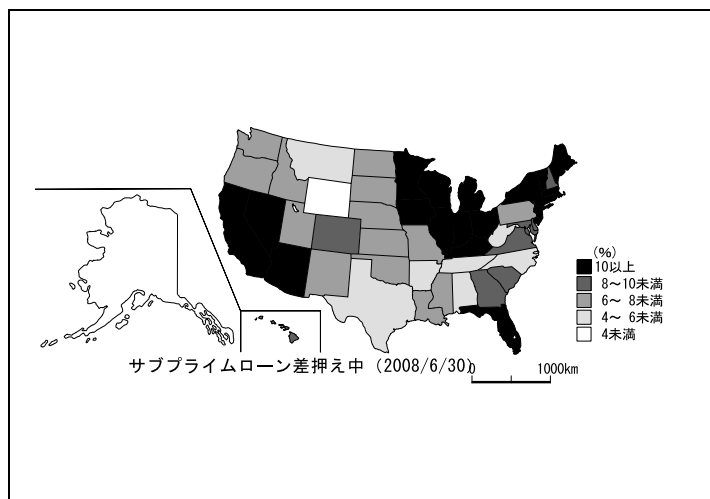 (%)
10以上
8～10未満
6～ 8未満
4～ 6未満
4未満
サブプライムローン差押え中（2008/6/30）
0 1000km